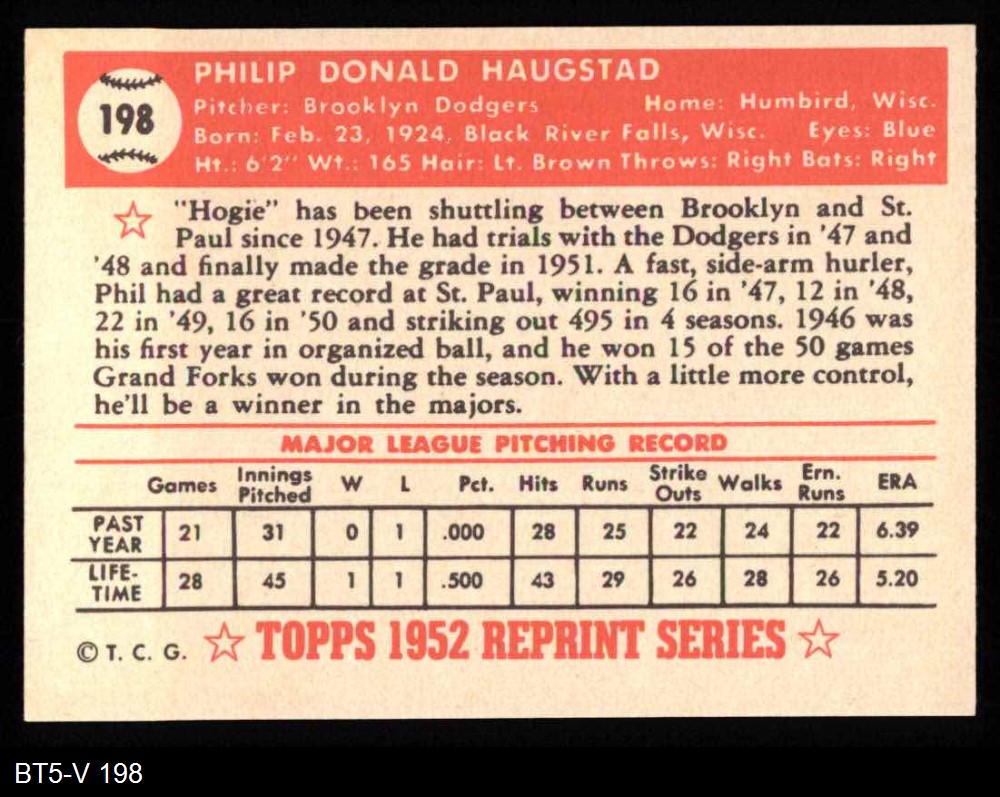 198
PHILIP DONALD HAUGSTAD
Pitcher: Brooklyn Dodgers Home: Humbird, Wisc.
Born: Feb. 23, 1924, Black River Falls, Wisc. Eyes: Blue
Ht.: 6'2" Wt.: 165 Hair: Lt. Brown Throws: Right Bats: Right
"Hogie" has been shuttling between Brooklyn and St.
Paul since 1947. He had trials with the Dodgers in '47 and
'48 and finally made the grade in 1951. A fast, side-arm hurler,
Phil had a great record at St. Paul, winning 16 in '47, 12 in '48,
22 in '49, 16 in '50 and striking out 495 in 4 seasons. 1946 was
his first year in organized ball, and he won 15 of the 50 games
Grand Forks won during the season. With a little more control,
he'll be a winner in the majors.
MAJOR LEAGUE PITCHING RECORD
Games Innings Pitched W L Pct. Hits Runs Strike Outs Walks Ern. Runs ERA
PAST YEAR 21 31 0 1 .000 28 25 22 24 22 6.39
LIFE-TIME 28 45 1 1 .500 43 29 26 28 26 5.20
© T. C. G. ☆ TOPPS 1952 REPRINT SERIES ☆
BT5-V 198